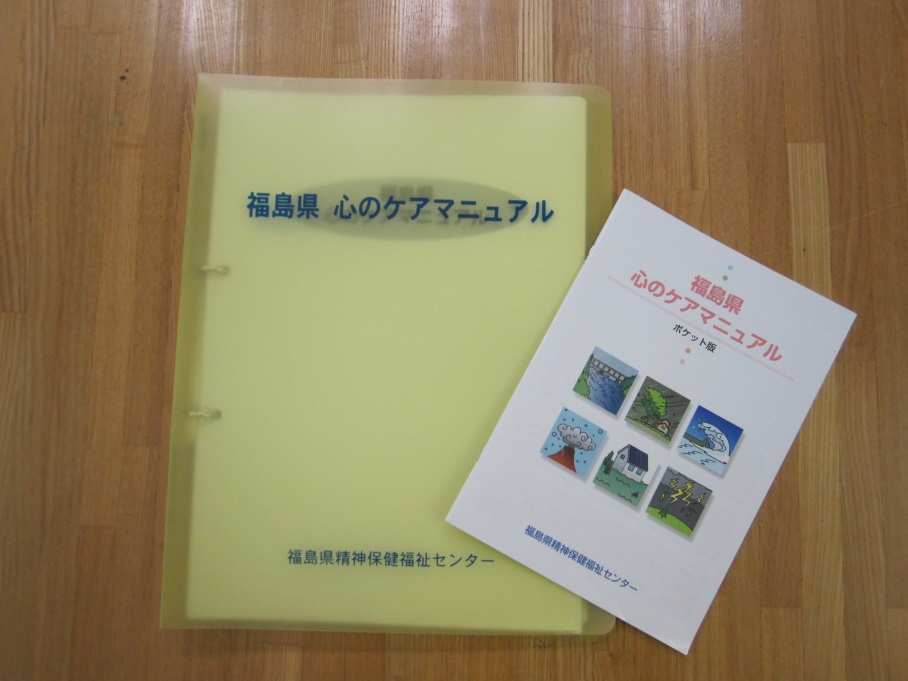 福島県 心のケアマニュアル
福島県精神保健福祉センター
福島県
心のケアマニュアル
ポケット版
福島県精神保健福祉センター